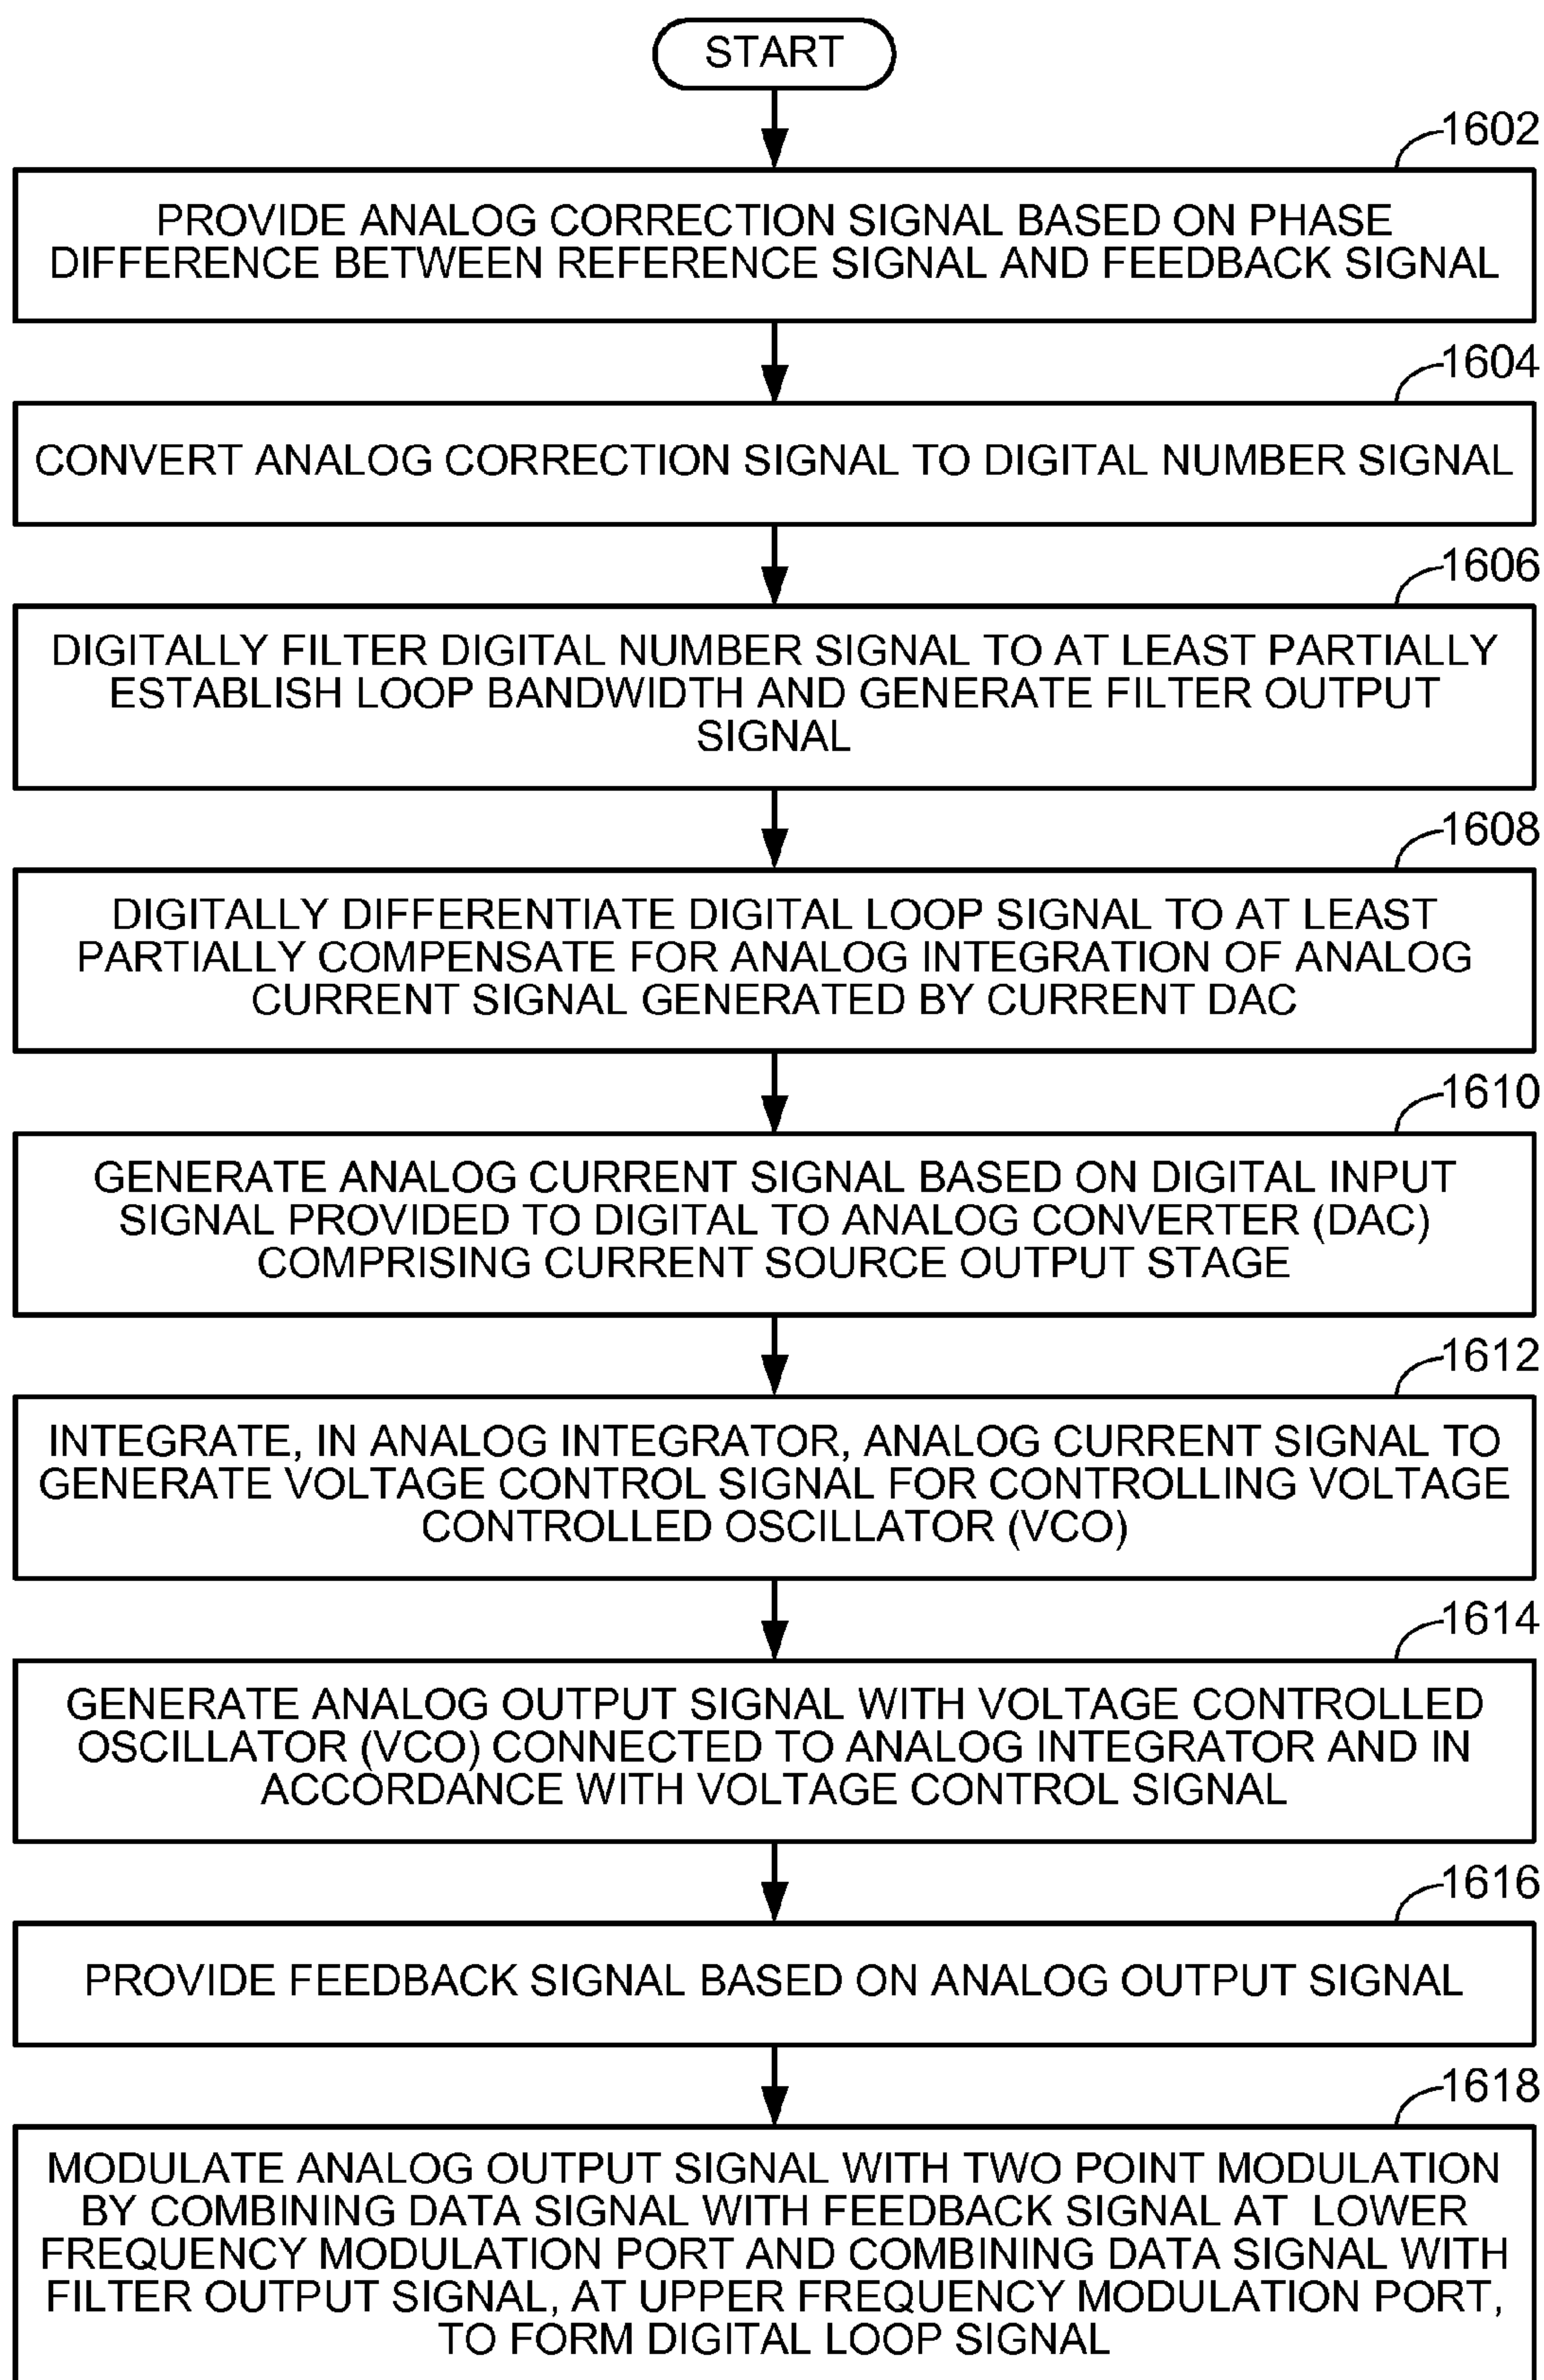 START
1602
PROVIDE ANALOG CORRECTION SIGNAL BASED ON PHASE
DIFFERENCE BETWEEN REFERENCE SIGNAL AND FEEDBACK SIGNAL
1604
CONVERT ANALOG CORRECTION SIGNAL TO DIGITAL NUMBER SIGNAL
1606
DIGITALLY FILTER DIGITAL NUMBER SIGNAL TO AT LEAST PARTIALLY
ESTABLISH LOOP BANDWIDTH AND GENERATE FILTER OUTPUT
SIGNAL
1608
DIGITALLY DIFFERENTIATE DIGITAL LOOP SIGNAL TO AT LEAST
PARTIALLY COMPENSATE FOR ANALOG INTEGRATION OF ANALOG
CURRENT SIGNAL GENERATED BY CURRENT DAC
1610
GENERATE ANALOG CURRENT SIGNAL BASED ON DIGITAL INPUT
SIGNAL PROVIDED TO DIGITAL TO ANALOG CONVERTER (DAC)
COMPRISING CURRENT SOURCE OUTPUT STAGE
1612
INTEGRATE, IN ANALOG INTEGRATOR, ANALOG CURRENT SIGNAL TO
GENERATE VOLTAGE CONTROL SIGNAL FOR CONTROLLING VOLTAGE
CONTROLLED OSCILLATOR (VCO)
1614
GENERATE ANALOG OUTPUT SIGNAL WITH VOLTAGE CONTROLLED
OSCILLATOR (VCO) CONNECTED TO ANALOG INTEGRATOR AND IN
ACCORDANCE WITH VOLTAGE CONTROL SIGNAL
1616
PROVIDE FEEDBACK SIGNAL BASED ON ANALOG OUTPUT SIGNAL
1618
MODULATE ANALOG OUTPUT SIGNAL WITH TWO POINT MODULATION
BY COMBINING DATA SIGNAL WITH FEEDBACK SIGNAL AT LOWER
FREQUENCY MODULATION PORT AND COMBINING DATA SIGNAL WITH
FILTER OUTPUT SIGNAL, AT UPPER FREQUENCY MODULATION PORT,
TO FORM DIGITAL LOOP SIGNAL